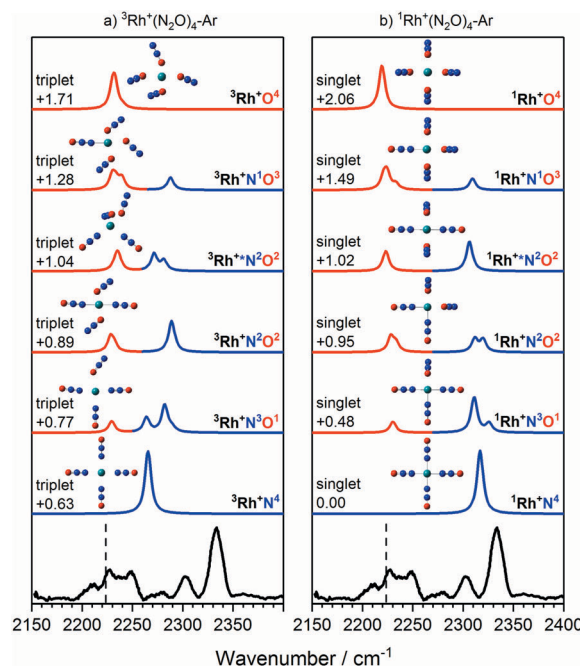 a) ³Rh⁺(N₂O)₄-Ar
b) ¹Rh⁺(N₂O)₄-Ar
triplet
+1.71
³Rh⁺O⁴
singlet
+2.06
¹Rh⁺O⁴
triplet
+1.28
³Rh⁺N¹O³
singlet
+1.49
¹Rh⁺N¹O³
triplet
+1.04
³Rh⁺*N²O²
singlet
+1.02
¹Rh⁺*N²O²
triplet
+0.89
³Rh⁺N²O²
singlet
+0.95
¹Rh⁺N²O²
triplet
+0.77
³Rh⁺N³O¹
singlet
+0.48
¹Rh⁺N³O¹
triplet
+0.63
³Rh⁺N⁴
singlet
0.00
¹Rh⁺N⁴
2150 2200 2250 2300 2350 2400
2150 2200 2250 2300 2350 2400
Wavenumber / cm⁻¹